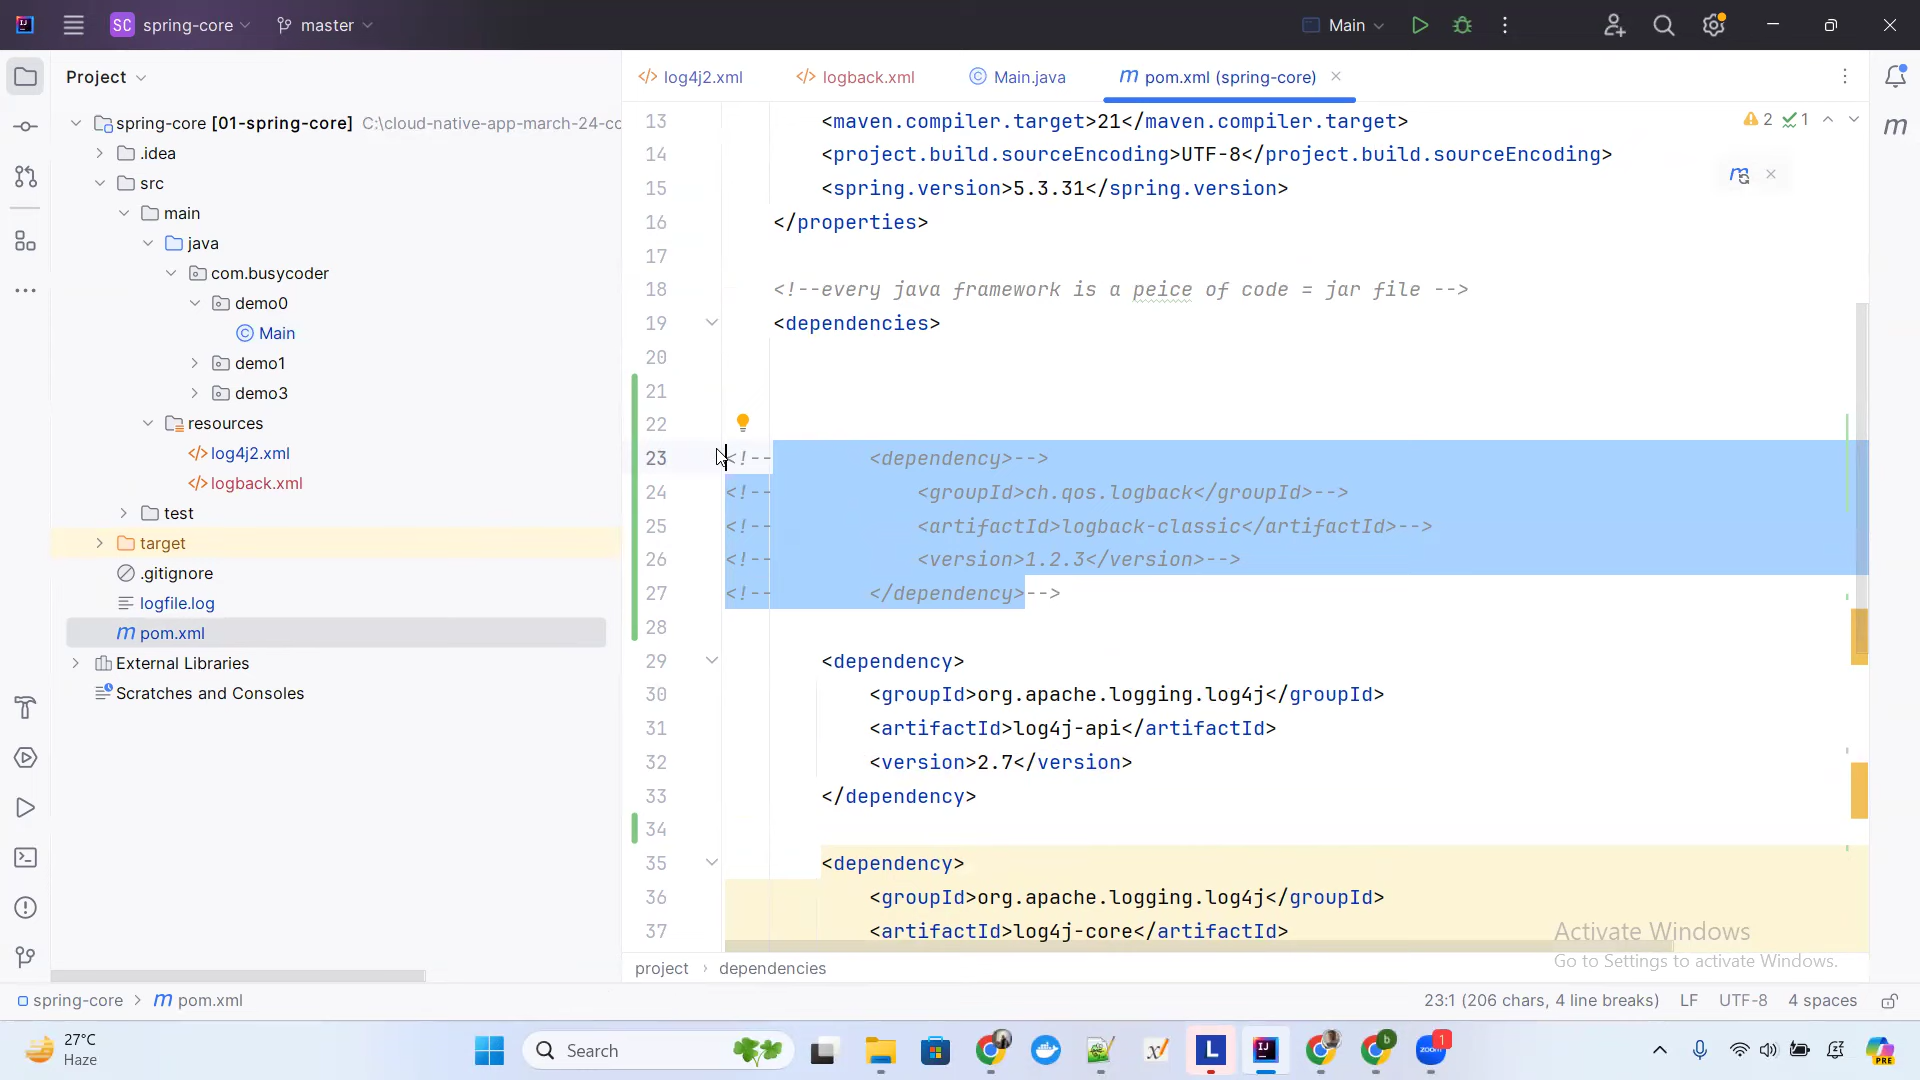 SC spring-core
master
Main
Project
log4j2.xml
logback.xml
Main.java
m pom.xml (spring-core)
spring-core [01-spring-core] C:\cloud-native-app-march-24-co
.idea
src
main
java
com.busycoder
demo0
Main
demo1
demo3
resources
log4j2.xml
logback.xml
test
target
.gitignore
logfile.log
m pom.xml
External Libraries
Scratches and Consoles
2 1
13 <maven.compiler.target>21</maven.compiler.target>
14 <project.build.sourceEncoding>UTF-8</project.build.sourceEncoding>
15 <spring.version>5.3.31</spring.version>
16 </properties>
17
18 <!--every java framework is a peice of code = jar file -->
19 <dependencies>
20
21
22
23 <!-- <dependency>-->
24 <!-- <groupId>ch.qos.logback</groupId>-->
25 <!-- <artifactId>logback-classic</artifactId>-->
26 <!-- <version>1.2.3</version>-->
27 <!-- </dependency>-->
28
29 <dependency>
30 <groupId>org.apache.logging.log4j</groupId>
31 <artifactId>log4j-api</artifactId>
32 <version>2.7</version>
33 </dependency>
34
35 <dependency>
36 <groupId>org.apache.logging.log4j</groupId>
37 <artifactId>log4j-core</artifactId>
Activate Windows
Go to Settings to activate Windows.
project › dependencies
spring-core > m pom.xml
23:1 (206 chars, 4 line breaks) LF UTF-8 4 spaces
27°C
Haze
Search
L
IJ
b
zoom
1
PRE